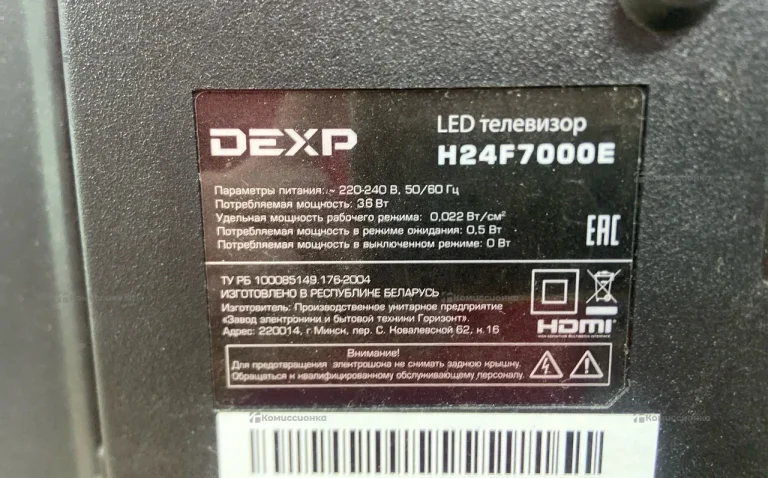 DEXP
LED телевизор
H24F7000E
Параметры питания: ~ 220-240 В, 50/60 Гц
Потребляемая мощность: 36 Вт
Удельная мощность рабочего режима: 0,022 Вт/см²
Потребляемая мощность в режиме ожидания: 0,5 Вт
Потребляемая мощность в выключенном режиме: 0 Вт
EAC
ТУ РБ 100085149.176-2004
ИЗГОТОВЛЕНО В РЕСПУБЛИКЕ БЕЛАРУСЬ
Изготовитель: Производственное унитарное предприятие
«Завод электроники и бытовой техники Горизонт».
Адрес: 220014, г Минск, пер. С. Ковалевской 62, к.16
HDMI
Внимание!
Для предотвращения электрошока не снимать заднюю крышку.
Обращаться к квалифицированному обслуживающему персоналу.
Комиссионка